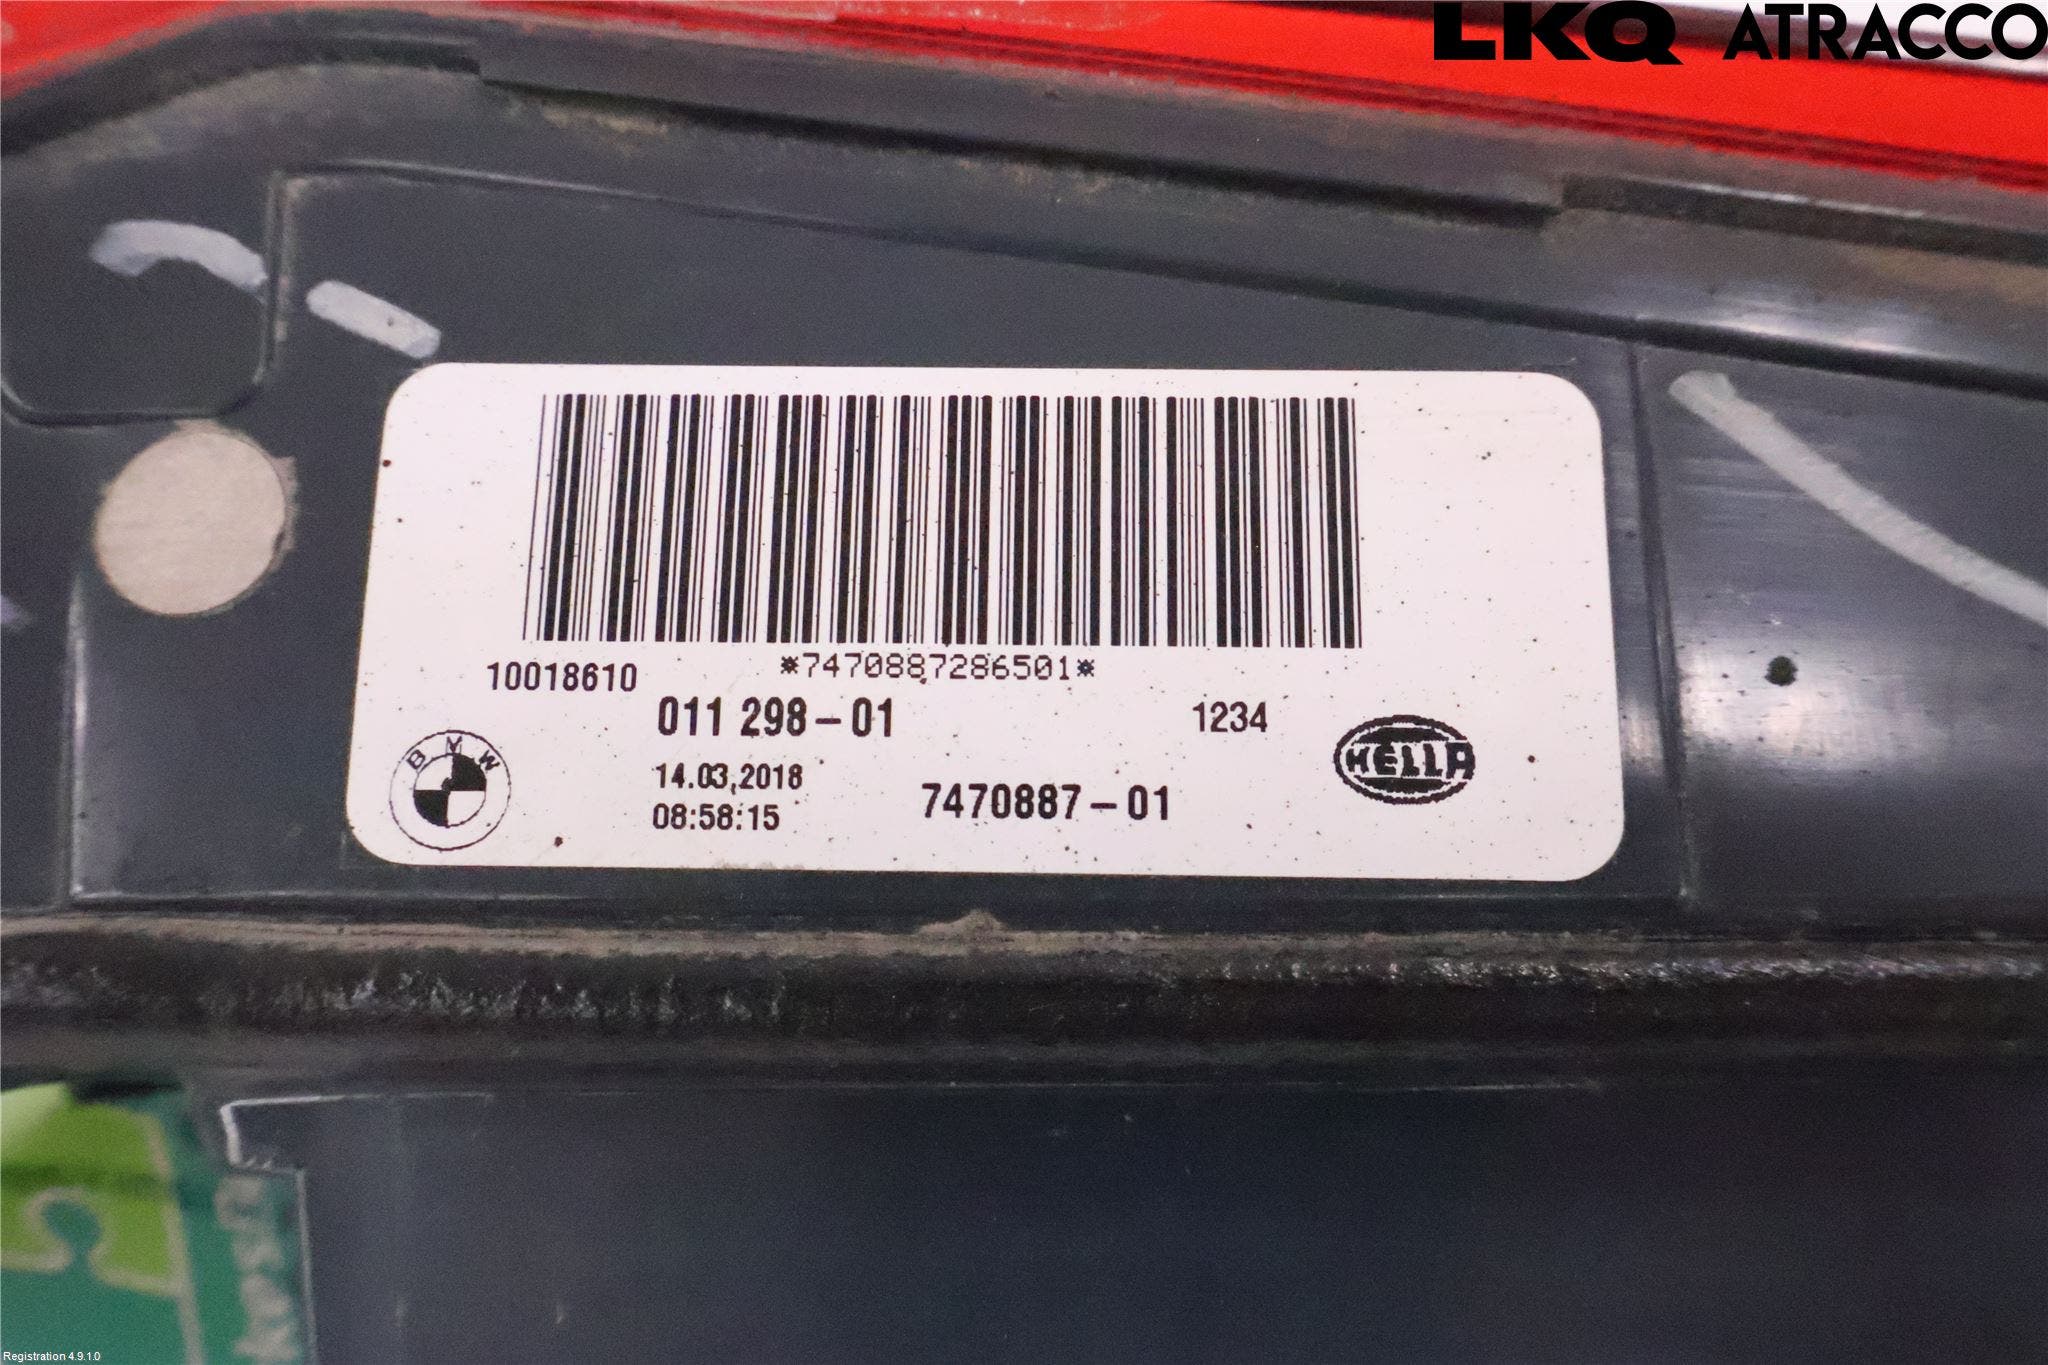 LKQ ATRACCO
*7470887286501*
10018610
011 298-01
1234
BMW
14.03.2018
HELLA
7470887-01
08:58:15
Registration 4.9.1.0